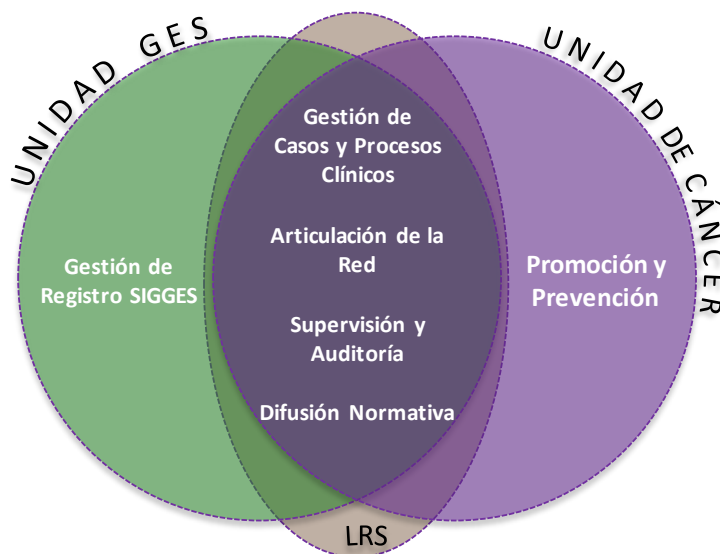 UNIDAD GES
UNIDAD DE CÁNCER
Gestión de
Casos y Procesos
Clínicos
Articulación de la
Red
Gestión de
Registro SIGGES
Promoción y
Prevención
Supervisión y
Auditoría
Difusión Normativa
LRS